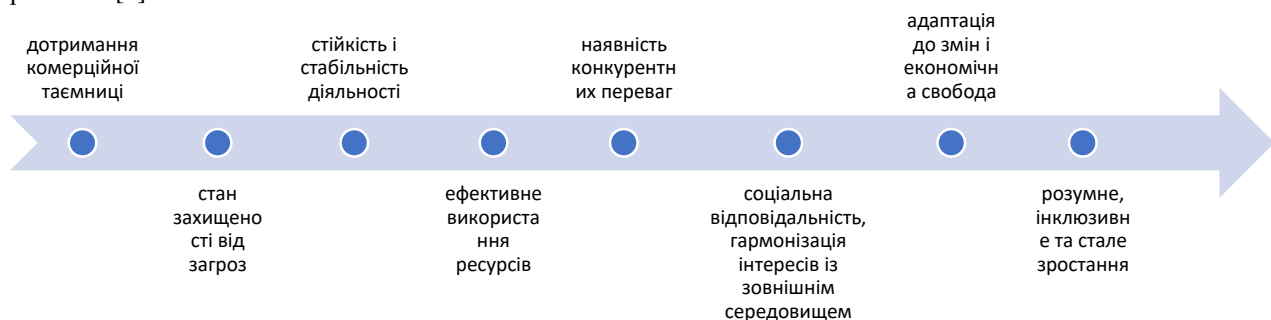 дотримання
комерційної
таємниці
стан
захищено
сті від
загроз
стійкість і
стабільність
діяльності
ефективне
використа
ння
ресурсів
наявність
конкурентн
их переваг
соціальна
відповідальність,
гармонізація
інтересів із
зовнішнім
середовищем
адаптація
до змін і
економічн
а свобода
розумне,
інклюзивн
е та стале
зростання